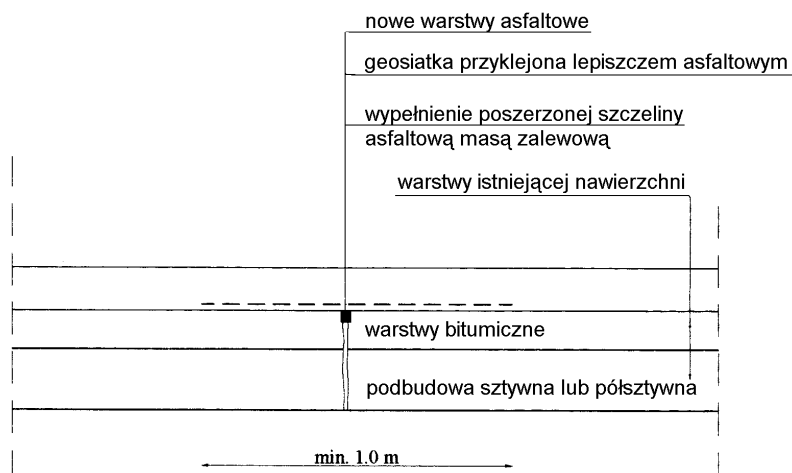 nowe warstwy asfaltowe
geosiatka przyklejona lepiszczem asfaltowym
wypełnienie poszerzonej szczeliny
asfaltową masą zalewową
warstwy istniejącej nawierzchni
warstwy bitumiczne
podbudowa sztywna lub półsztywna
min. 1.0 m